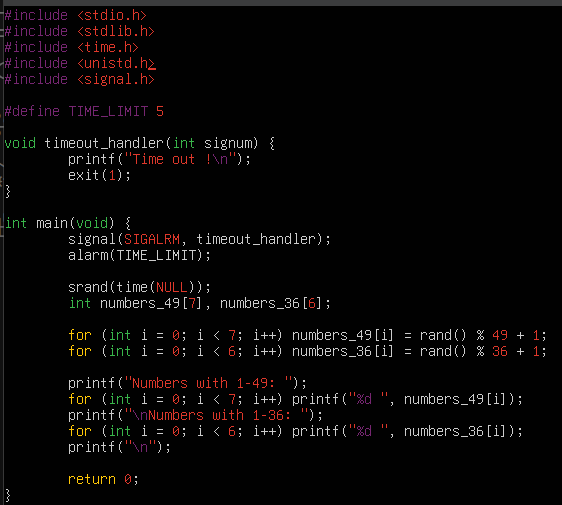 #include <stdio.h>
#include <stdlib.h>
#include <time.h>
#include <unistd.h>
#include <signal.h>

#define TIME_LIMIT 5

void timeout_handler(int signum) {
        printf("Time out !\n");
        exit(1);
}

int main(void) {
        signal(SIGALRM, timeout_handler);
        alarm(TIME_LIMIT);

        srand(time(NULL));
        int numbers_49[7], numbers_36[6];

        for (int i = 0; i < 7; i++) numbers_49[i] = rand() % 49 + 1;
        for (int i = 0; i < 6; i++) numbers_36[i] = rand() % 36 + 1;

        printf("Numbers with 1-49: ");
        for (int i = 0; i < 7; i++) printf("%d ", numbers_49[i]);
        printf("\nNumbers with 1-36: ");
        for (int i = 0; i < 6; i++) printf("%d ", numbers_36[i]);
        printf("\n");

        return 0;
}